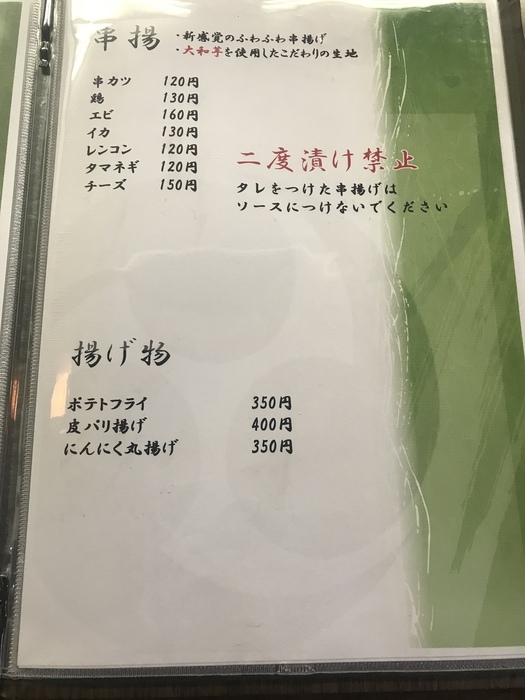 串揚
・新感覚のふわふわ串揚げ
・大和芋を使用したこだわりの生地
串カツ 120円
鶏 130円
エビ 160円
イカ 130円
レンコン 120円
タマネギ 120円
チーズ 150円
二度漬け禁止
タレをつけた串揚げは
ソースにつけないでください
揚げ物
ポテトフライ 350円
皮パリ揚げ 400円
にんにく丸揚げ 350円